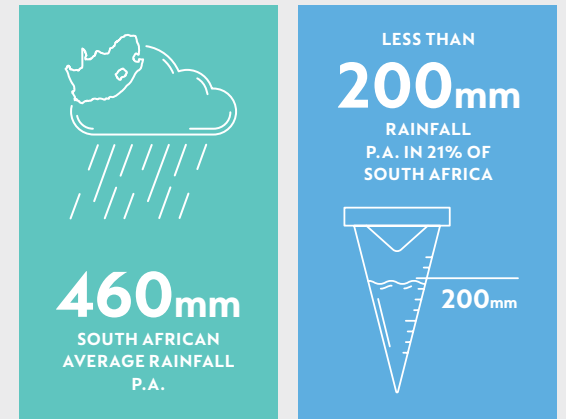 460mm
SOUTH AFRICAN
AVERAGE RAINFALL
P.A.
LESS THAN
200mm
RAINFALL
P.A. IN 21% OF
SOUTH AFRICA
200mm